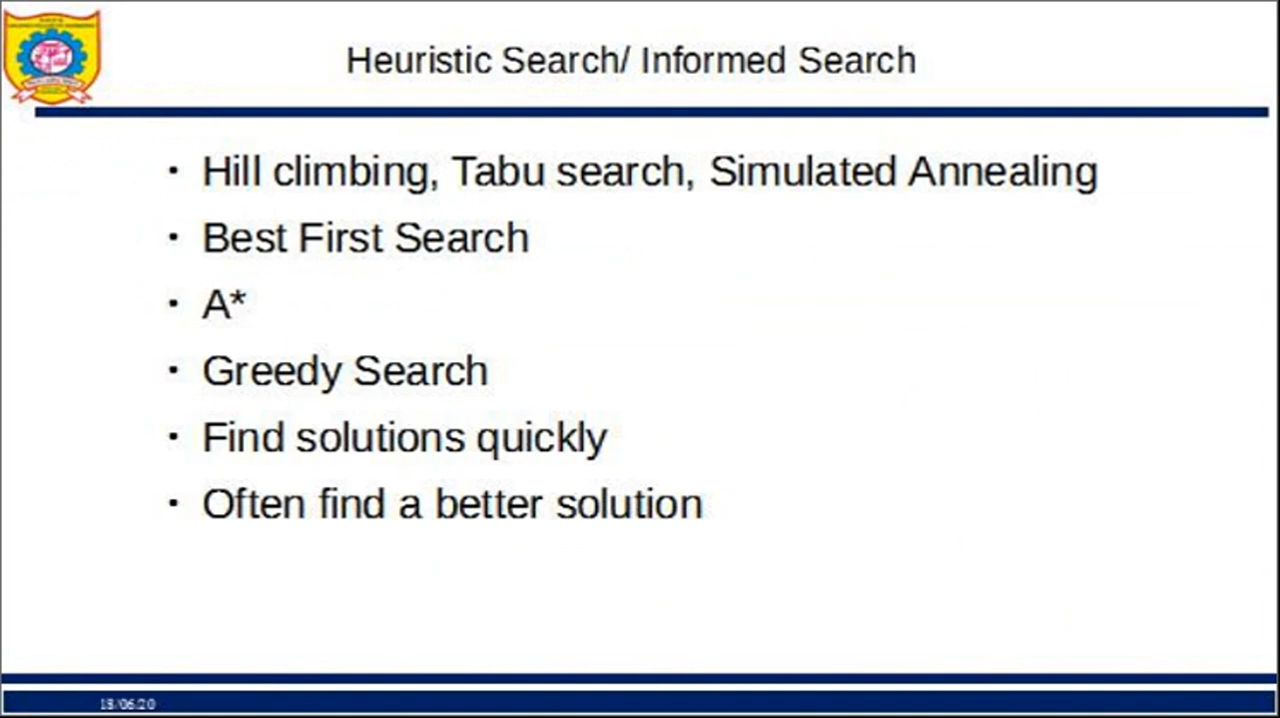 Heuristic Search/ Informed Search
· Hill climbing, Tabu search, Simulated Annealing
· Best First Search
· A*
· Greedy Search
· Find solutions quickly
· Often find a better solution
18/06/20